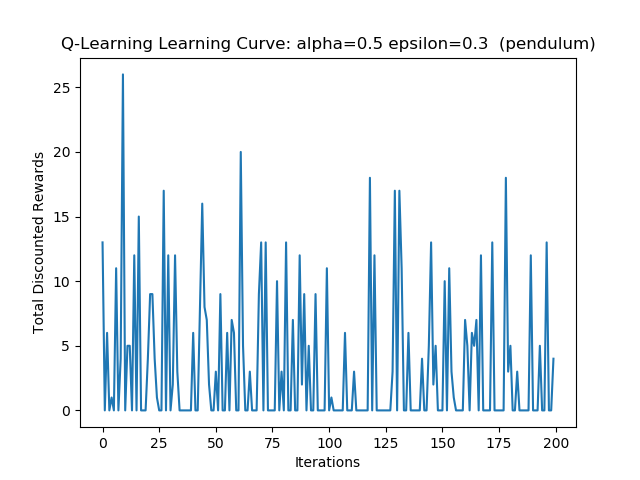 Q-Learning Learning Curve: alpha=0.5 epsilon=0.3  (pendulum)
25
20
15
10
5
0
Total Discounted Rewards
0 25 50 75 100 125 150 175 200
Iterations